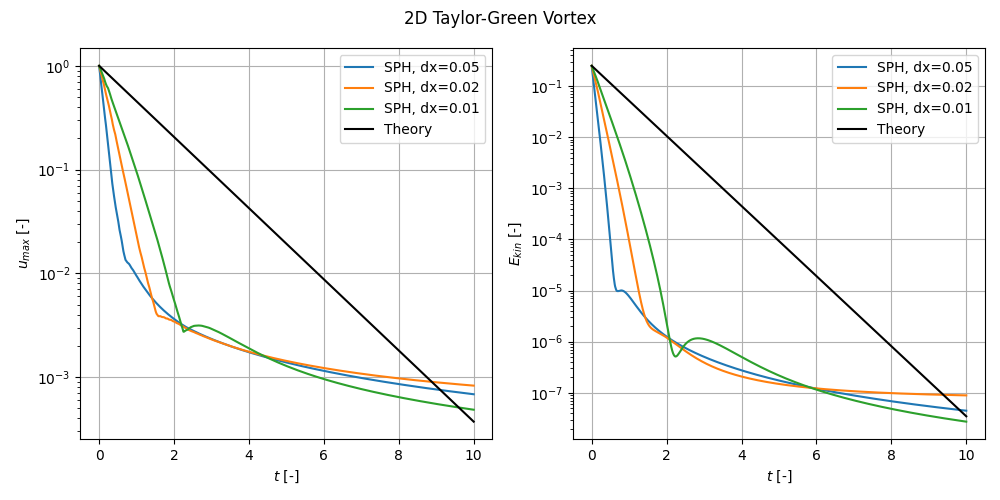 2D Taylor-Green Vortex
SPH, dx=0.05
SPH, dx=0.02
SPH, dx=0.01
Theory
10⁰
10⁻¹
10⁻²
10⁻³
u_max [-]
0 2 4 6 8 10
t [-]
SPH, dx=0.05
SPH, dx=0.02
SPH, dx=0.01
Theory
10⁻¹
10⁻²
10⁻³
10⁻⁴
10⁻⁵
10⁻⁶
10⁻⁷
E_kin [-]
0 2 4 6 8 10
t [-]